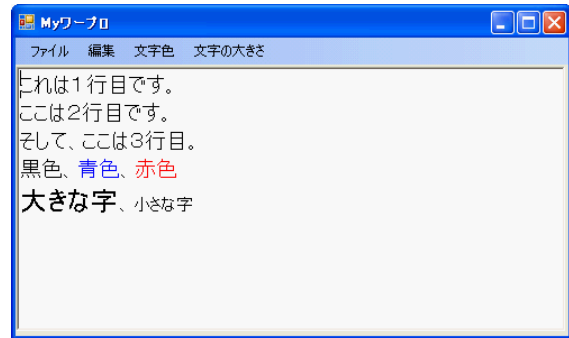 Myワープロ
ファイル 編集 文字色 文字の大きさ
これは1行目です。
ここは2行目です。
そして、ここは3行目。
黒色、青色、赤色
大きな字、小さな字